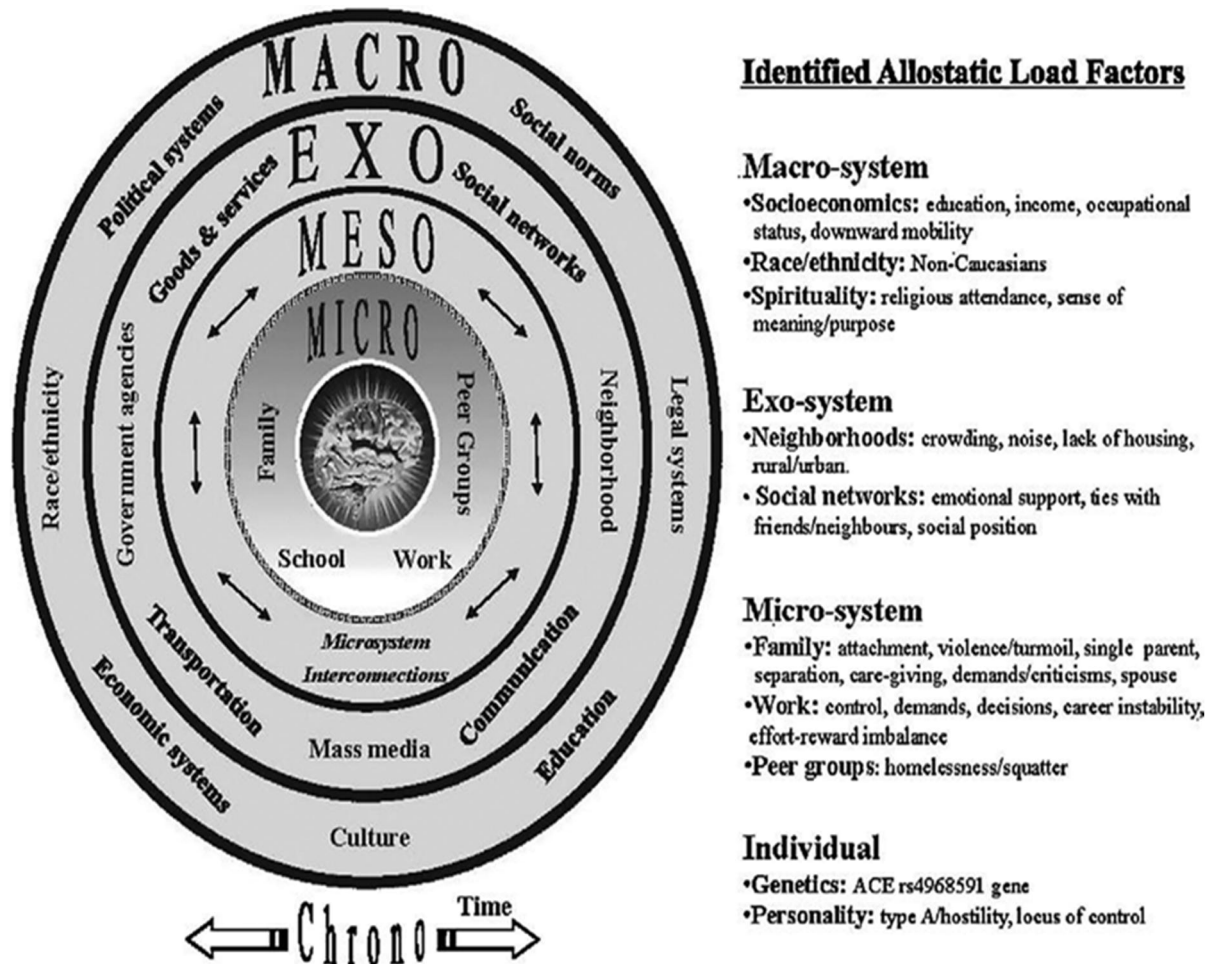 MACRO
Political systems
Social norms
EXO
Goods & services
Social networks
MESO
MICRO
Race/ethnicity
Government agencies
Family
Peer Groups
Neighborhood
Legal systems
School
Work
Microsystem
Interconnections
Transportation
Communication
Economic systems
Mass media
Education
Culture
Chrono
Time
Identified Allostatic Load Factors
.Macro-system
•Socioeconomics: education, income, occupational
status, downward mobility
•Race/ethnicity: Non-Caucasians
•Spirituality: religious attendance, sense of
meaning/purpose
Exo-system
•Neighborhoods: crowding, noise, lack of housing,
rural/urban.
• Social networks: emotional support, ties with
friends/neighbours, social position
Micro-system
•Family: attachment, violence/turmoil, single parent,
separation, care-giving, demands/criticisms, spouse
•Work: control, demands, decisions, career instability,
effort-reward imbalance
•Peer groups: homelessness/squatter
Individual
•Genetics: ACE rs4968591 gene
•Personality: type A/hostility, locus of control